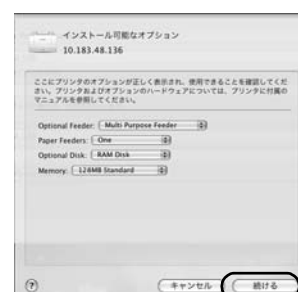 インストール可能なオプション
10.183.48.136
ここにプリンタのオプションが正しく表示され、使用できることを確認してくだ
さい。プリンタおよびオプションのハードウェアについては、プリンタに付属の
マニュアルを参照してください。
Optional Feeder: Multi Purpose Feeder
Paper Feeders: One
Optional Disk: RAM Disk
Memory: 128MB Standard
?
キャンセル 続ける